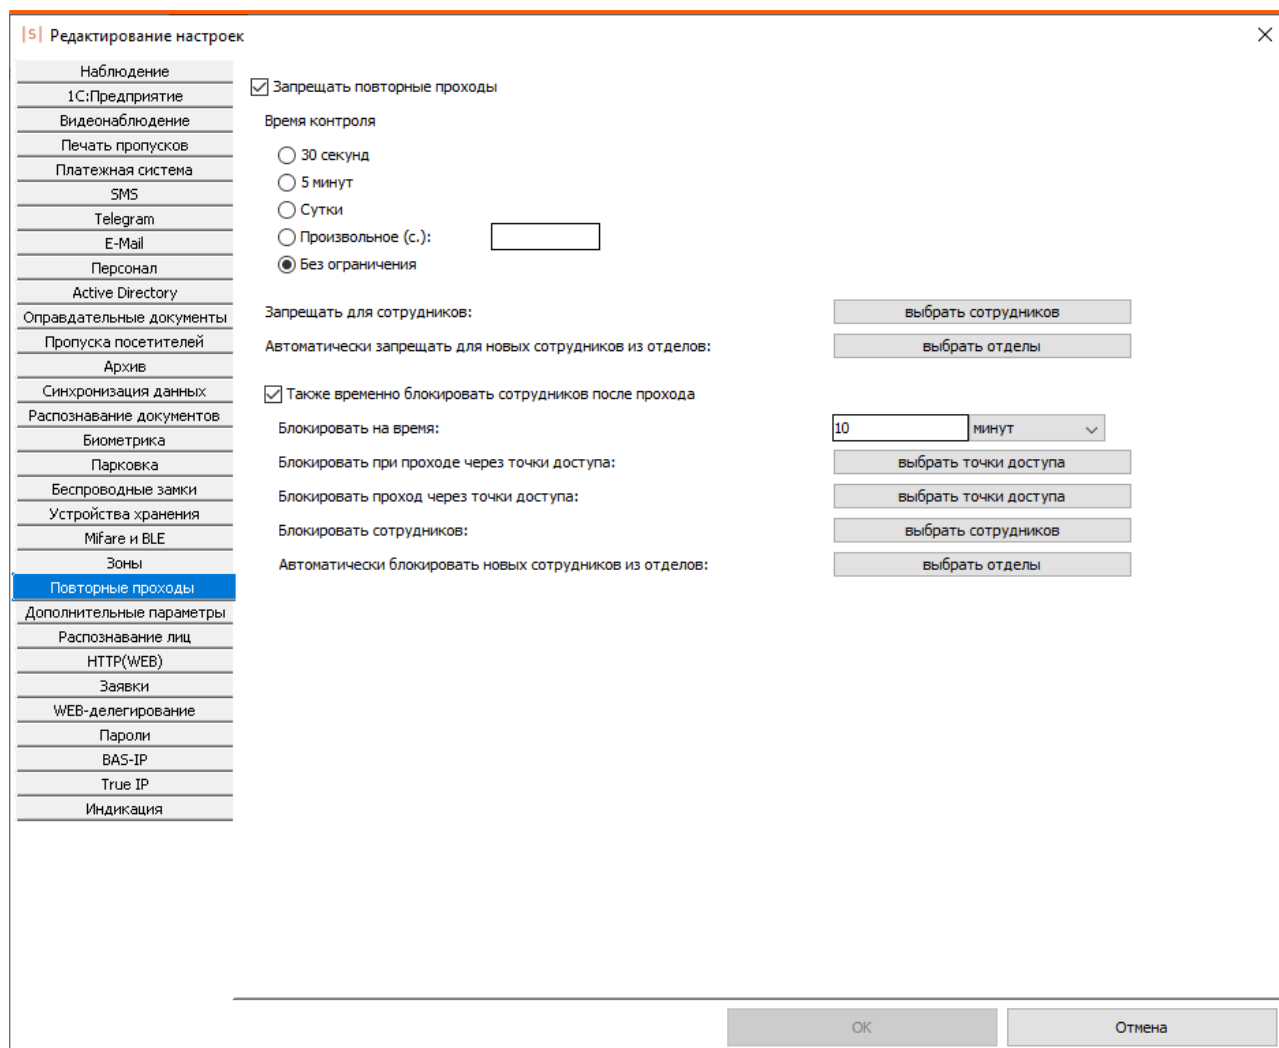 |S| Редактирование настроек
Наблюдение
1С:Предприятие
Видеонаблюдение
Печать пропусков
Платежная система
SMS
Telegram
E-Mail
Персонал
Active Directory
Оправдательные документы
Пропуска посетителей
Архив
Синхронизация данных
Распознавание документов
Биометрика
Парковка
Беспроводные замки
Устройства хранения
Mifare и BLE
Зоны
Повторные проходы
Дополнительные параметры
Распознавание лиц
HTTP(WEB)
Заявки
WEB-делегирование
Пароли
BAS-IP
True IP
Индикация
Запрещать повторные проходы
Время контроля
30 секунд
5 минут
Сутки
Произвольное (с.):
Без ограничения
Запрещать для сотрудников: выбрать сотрудников
Автоматически запрещать для новых сотрудников из отделов: выбрать отделы
Также временно блокировать сотрудников после прохода
Блокировать на время: 10 минут
Блокировать при проходе через точки доступа: выбрать точки доступа
Блокировать проход через точки доступа: выбрать точки доступа
Блокировать сотрудников: выбрать сотрудников
Автоматически блокировать новых сотрудников из отделов: выбрать отделы
OK Отмена